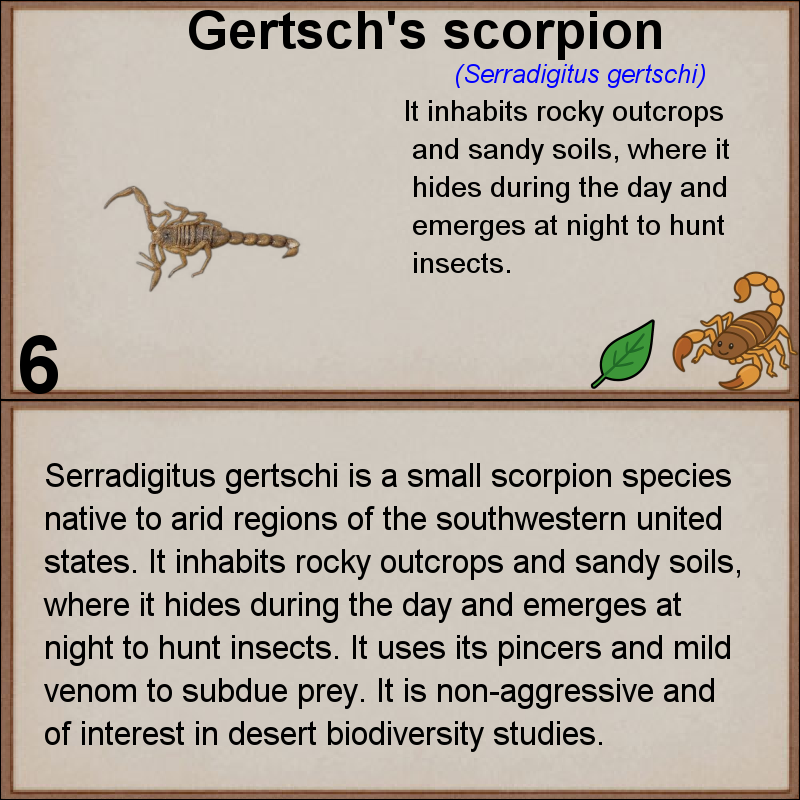 Gertsch's scorpion
(Serradigitus gertschi)
It inhabits rocky outcrops
and sandy soils, where it
hides during the day and
emerges at night to hunt
insects.
6
Serradigitus gertschi is a small scorpion species
native to arid regions of the southwestern united
states. It inhabits rocky outcrops and sandy soils,
where it hides during the day and emerges at
night to hunt insects. It uses its pincers and mild
venom to subdue prey. It is non-aggressive and
of interest in desert biodiversity studies.